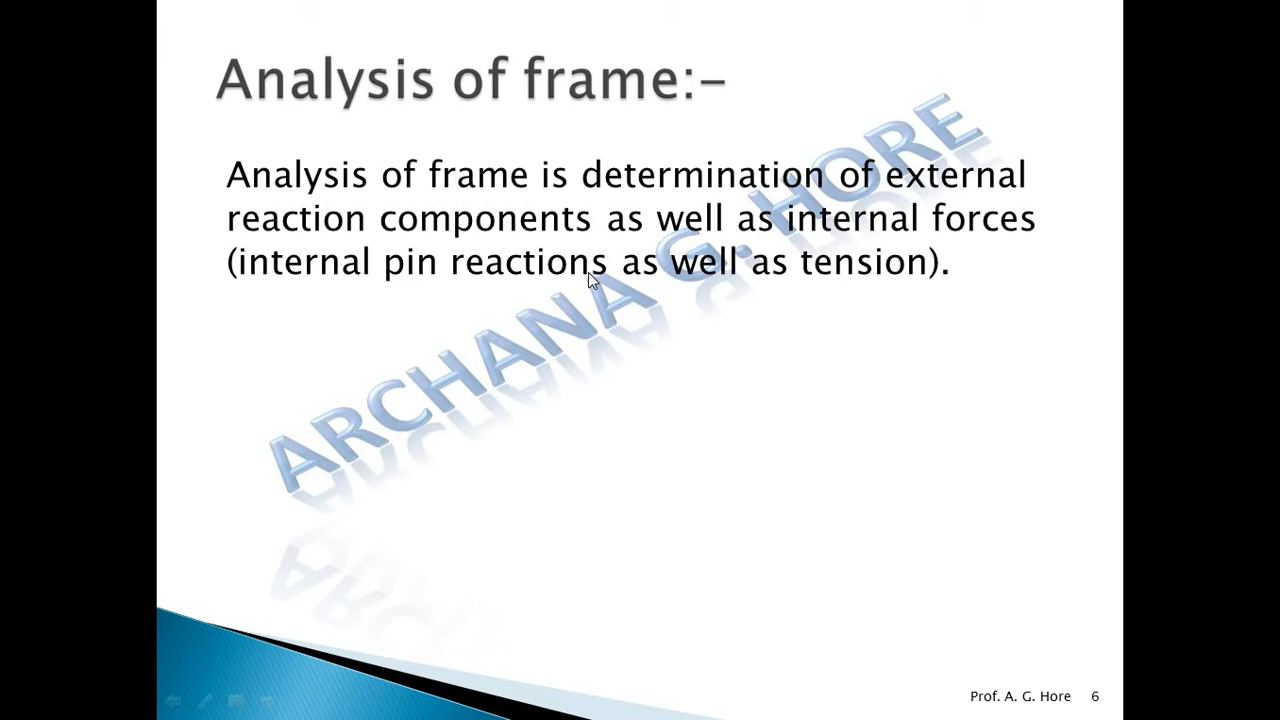 Analysis of frame:-
Analysis of frame is determination of external
reaction components as well as internal forces
(internal pin reactions as well as tension).
ARCHANA G. HORE
Prof. A. G. Hore 6